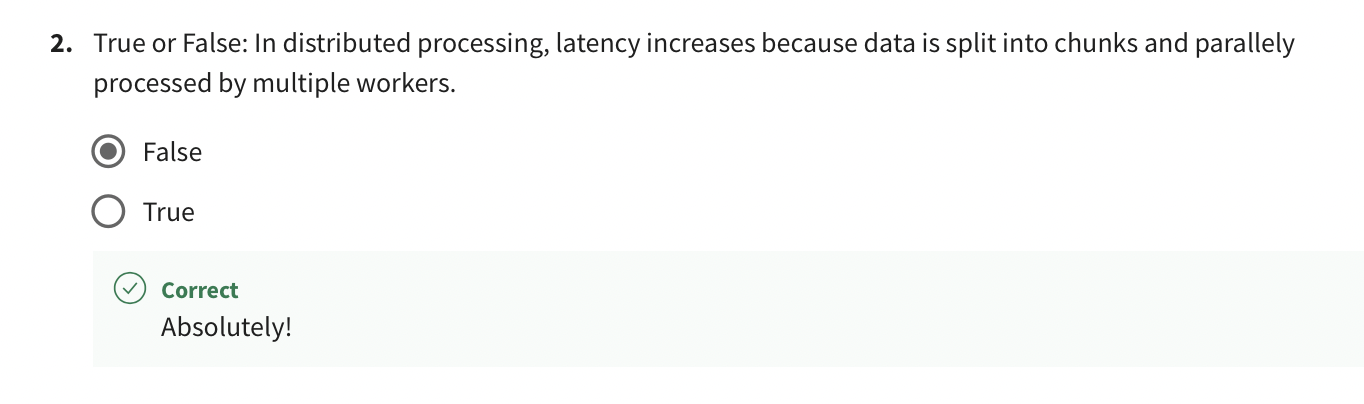 2. True or False: In distributed processing, latency increases because data is split into chunks and parallely
processed by multiple workers.
False
True
Correct
Absolutely!